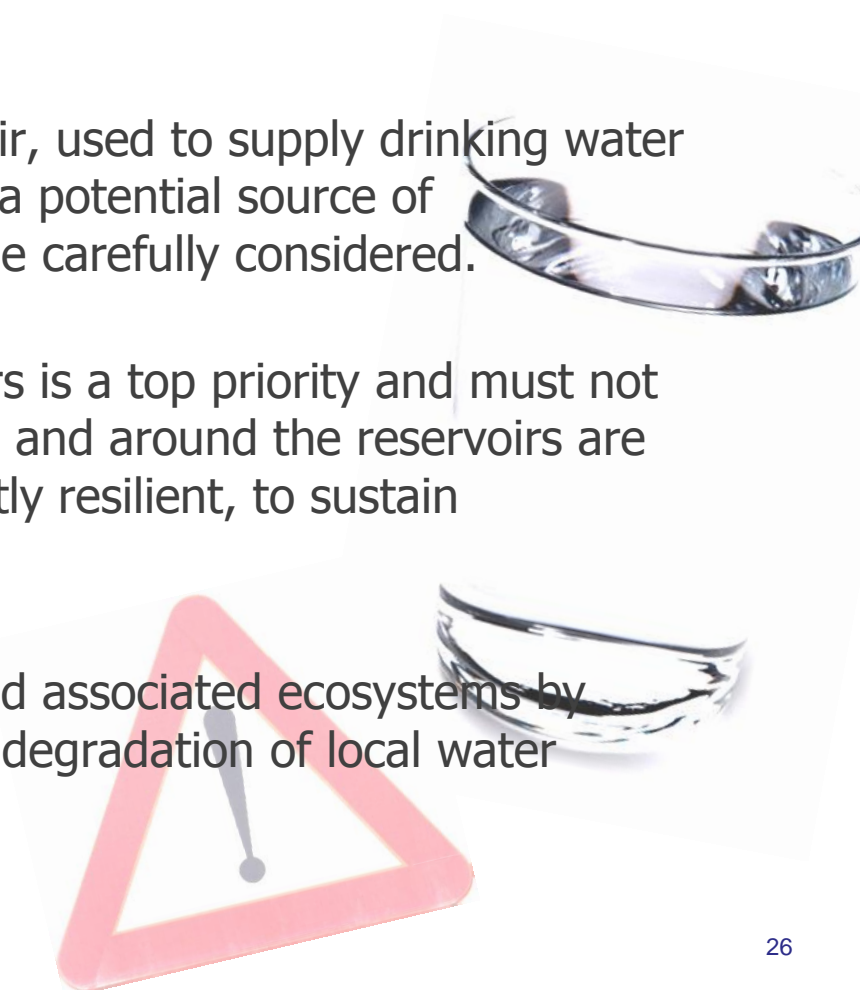 ir, used to supply drinking water
a potential source of
e carefully considered.
rs is a top priority and must not
and around the reservoirs are
tly resilient, to sustain
d associated ecosystems by
degradation of local water
26